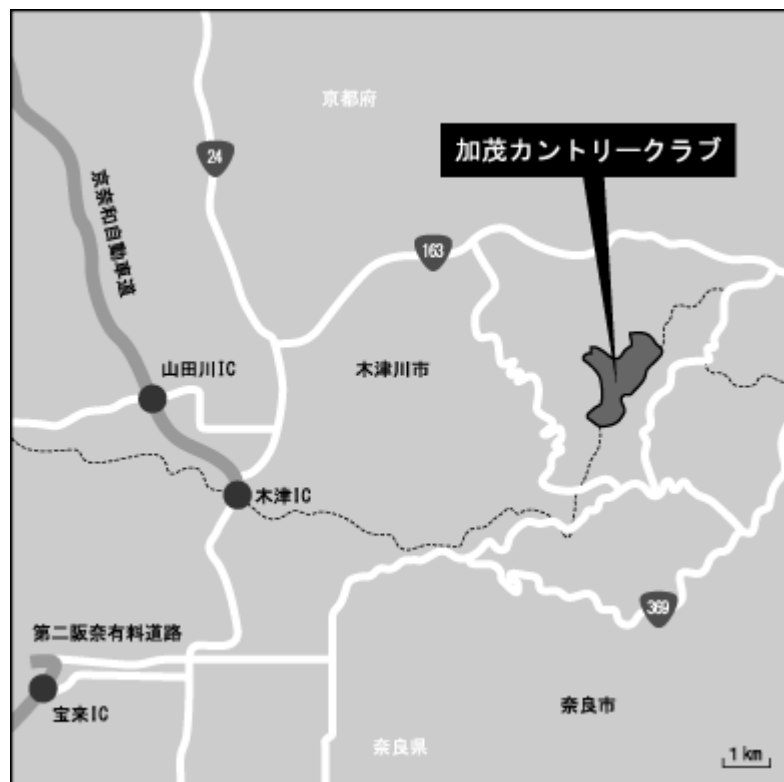 京都府
加茂カントリークラブ
24
京奈和自動車道
163
山田川IC
木津川市
木津IC
369
第二阪奈有料道路
宝来IC
奈良市
奈良県
1 km